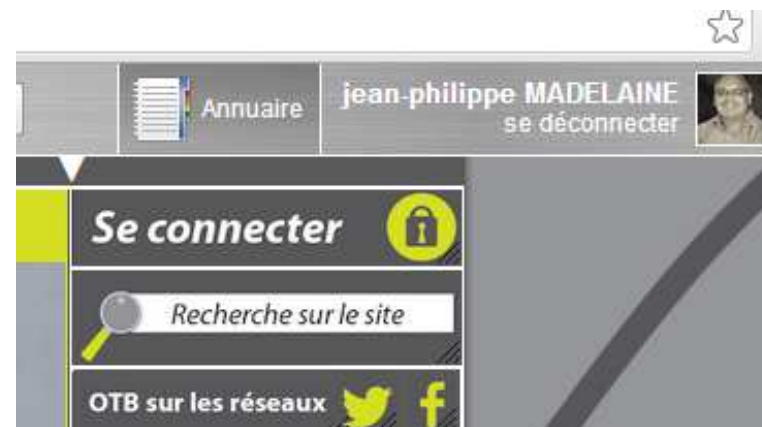 Annuaire
jean-philippe MADELAINE
se déconnecter
Se connecter
Recherche sur le site
OTB sur les réseaux